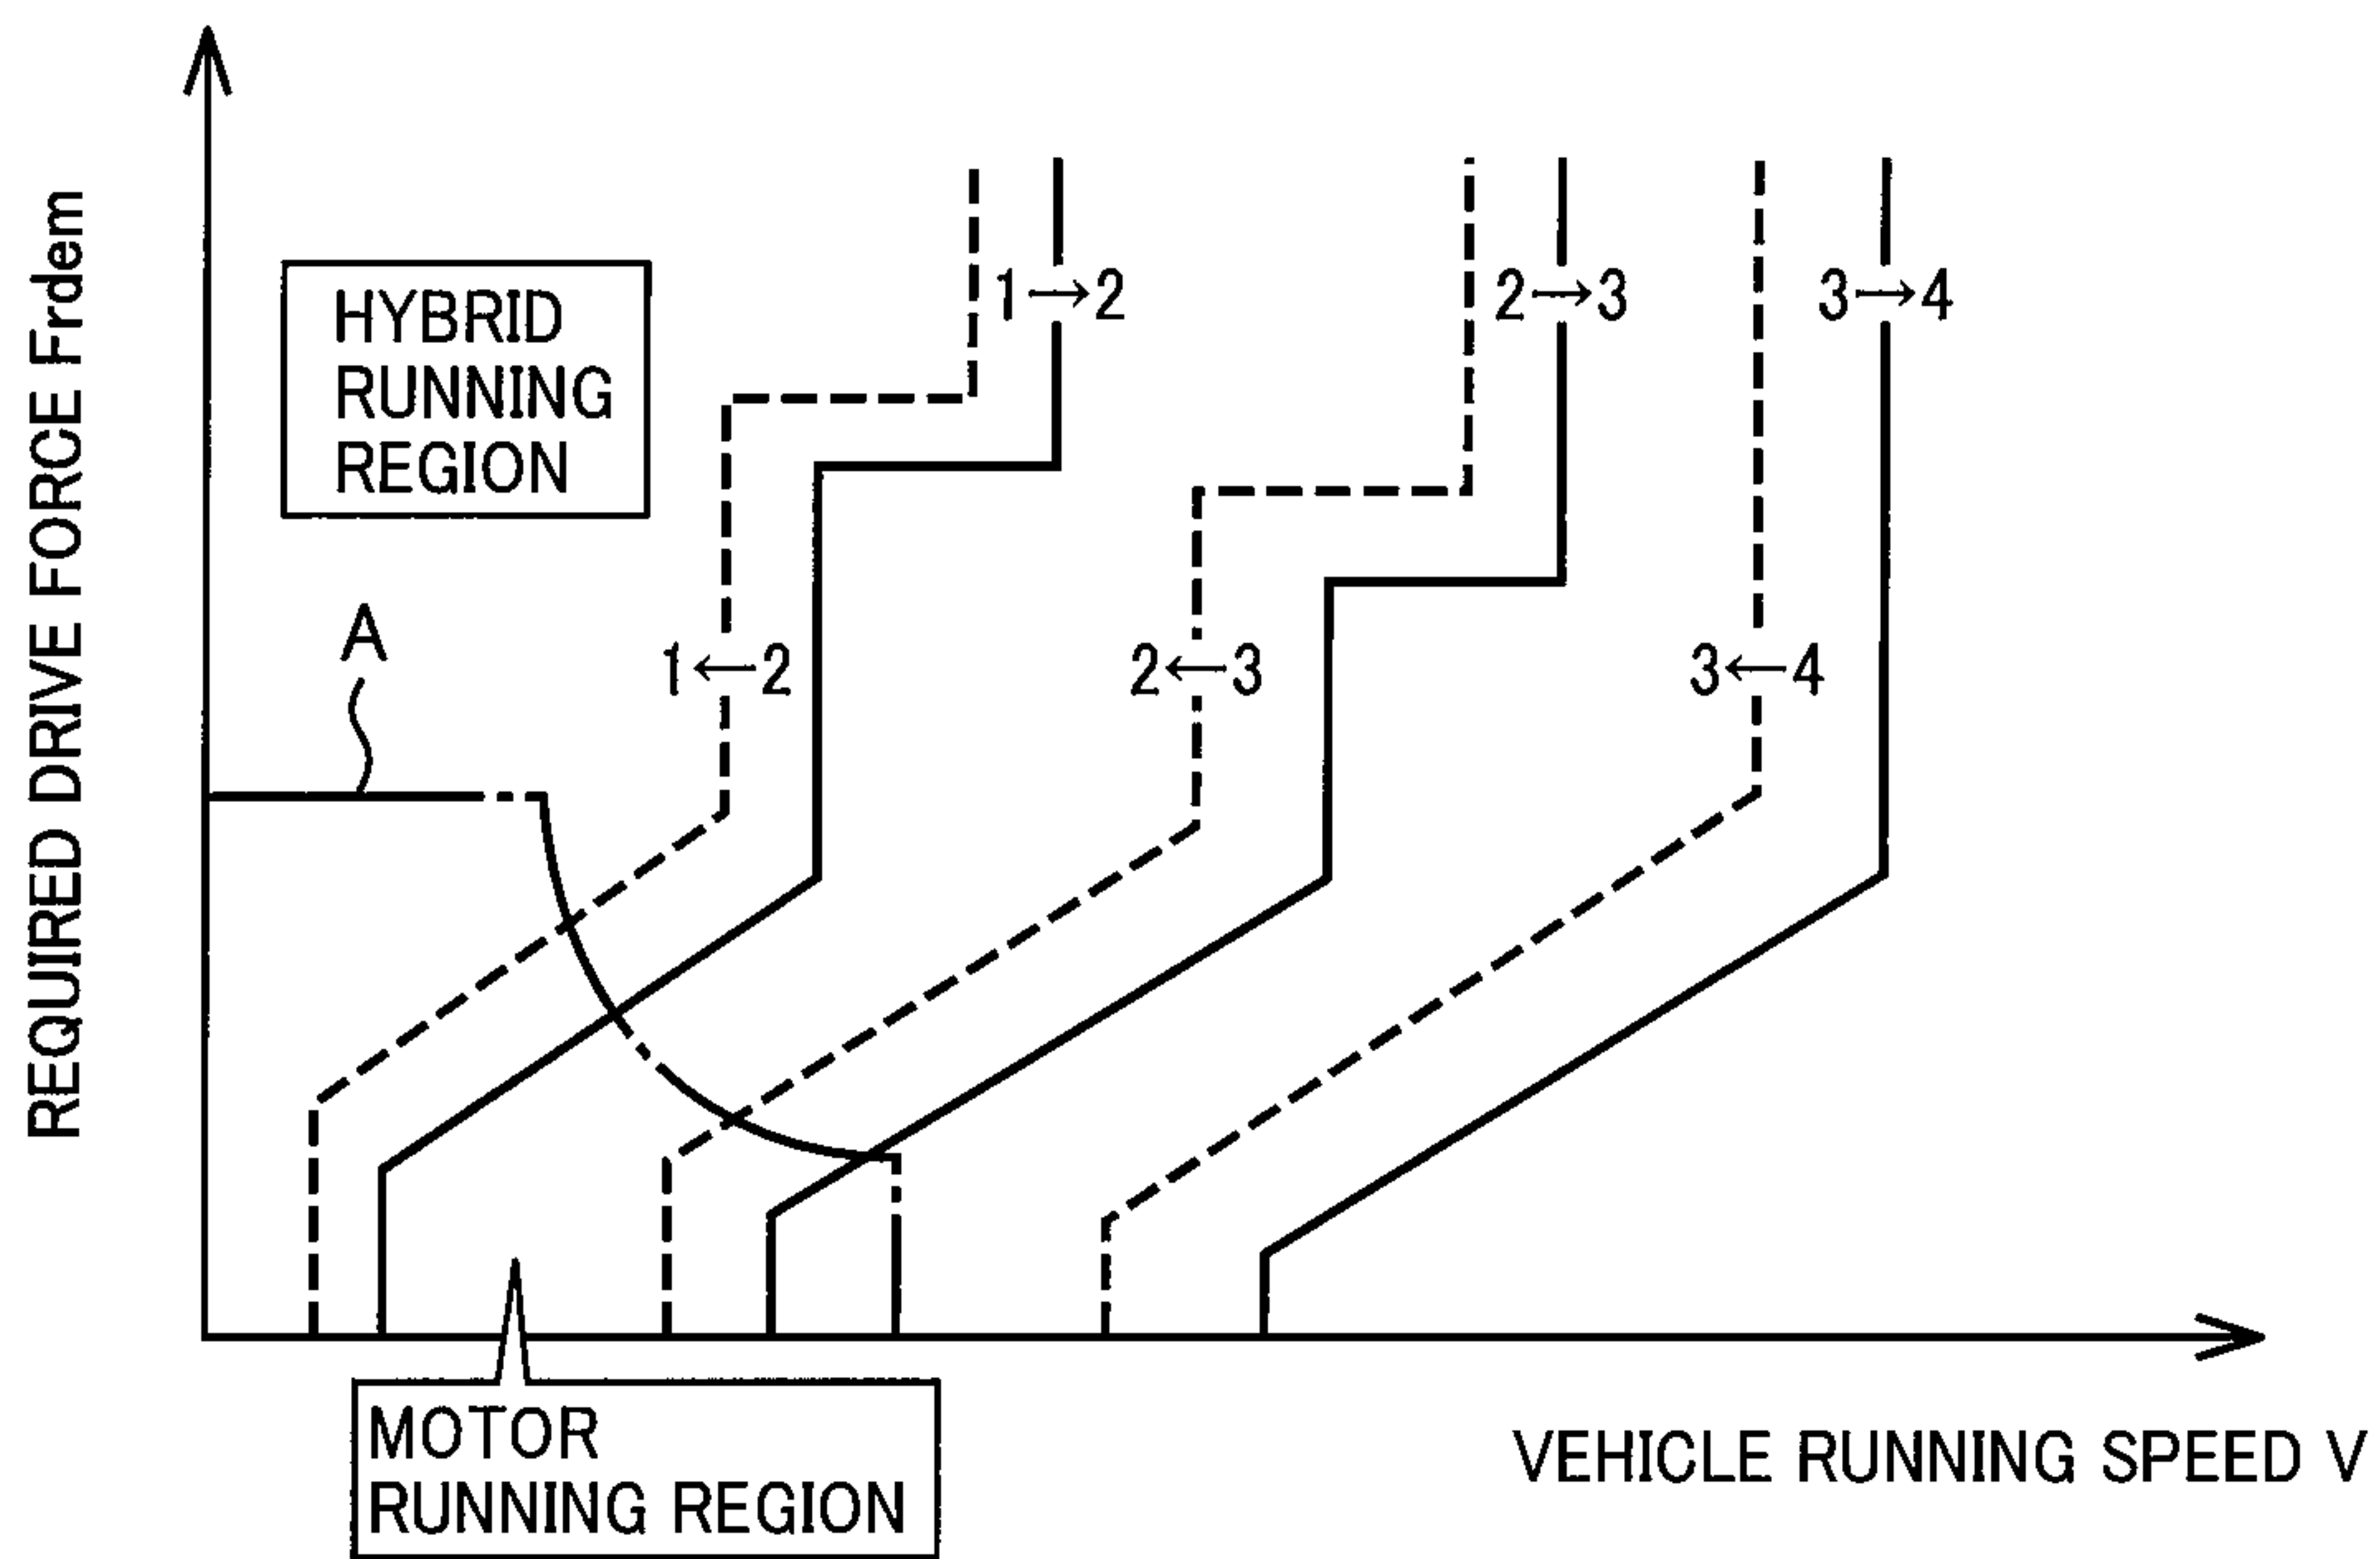 REQUIRED DRIVE FORCE Frdem
HYBRID
RUNNING
REGION
1→2
2→3
3→4
A
1←2
2←3
3←4
MOTOR
RUNNING REGION
VEHICLE RUNNING SPEED V